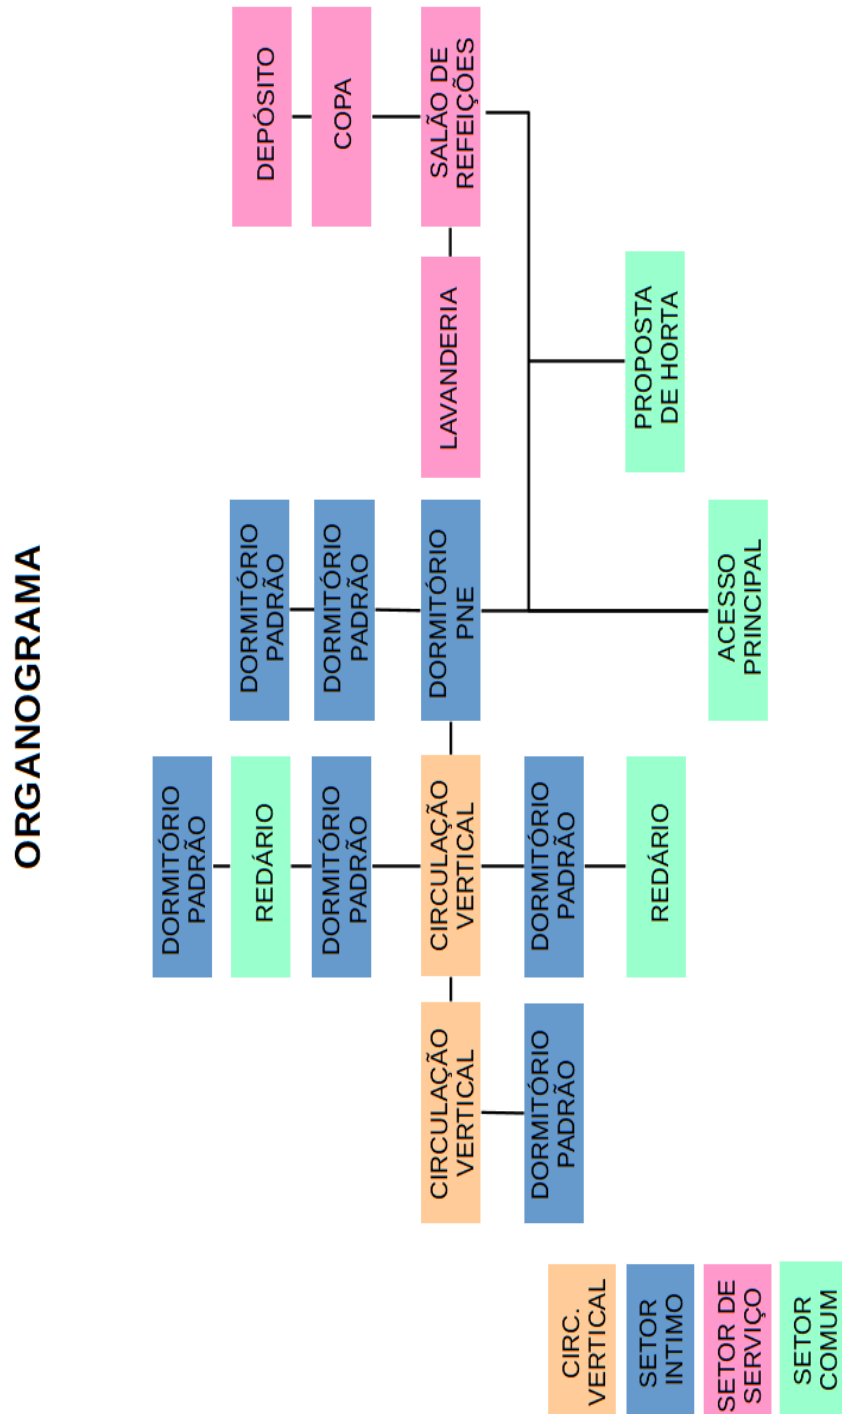 ORGANOGRAMA
DORMITÓRIO
PADRÃO
REDÁRIO
DORMITÓRIO
PADRÃO
DEPÓSITO
DORMITÓRIO
PADRÃO
DORMITÓRIO
PADRÃO
COPA
CIRCULAÇÃO
VERTICAL
CIRCULAÇÃO
VERTICAL
DORMITÓRIO
PNE
LAVANDERIA
SALÃO DE
REFEIÇÕES
DORMITÓRIO
PADRÃO
DORMITÓRIO
PADRÃO
REDÁRIO
PROPOSTA
DE HORTA
ACESSO
PRINCIPAL
CIRC.
VERTICAL
SETOR
INTIMO
SETOR DE
SERVIÇO
SETOR
COMUM